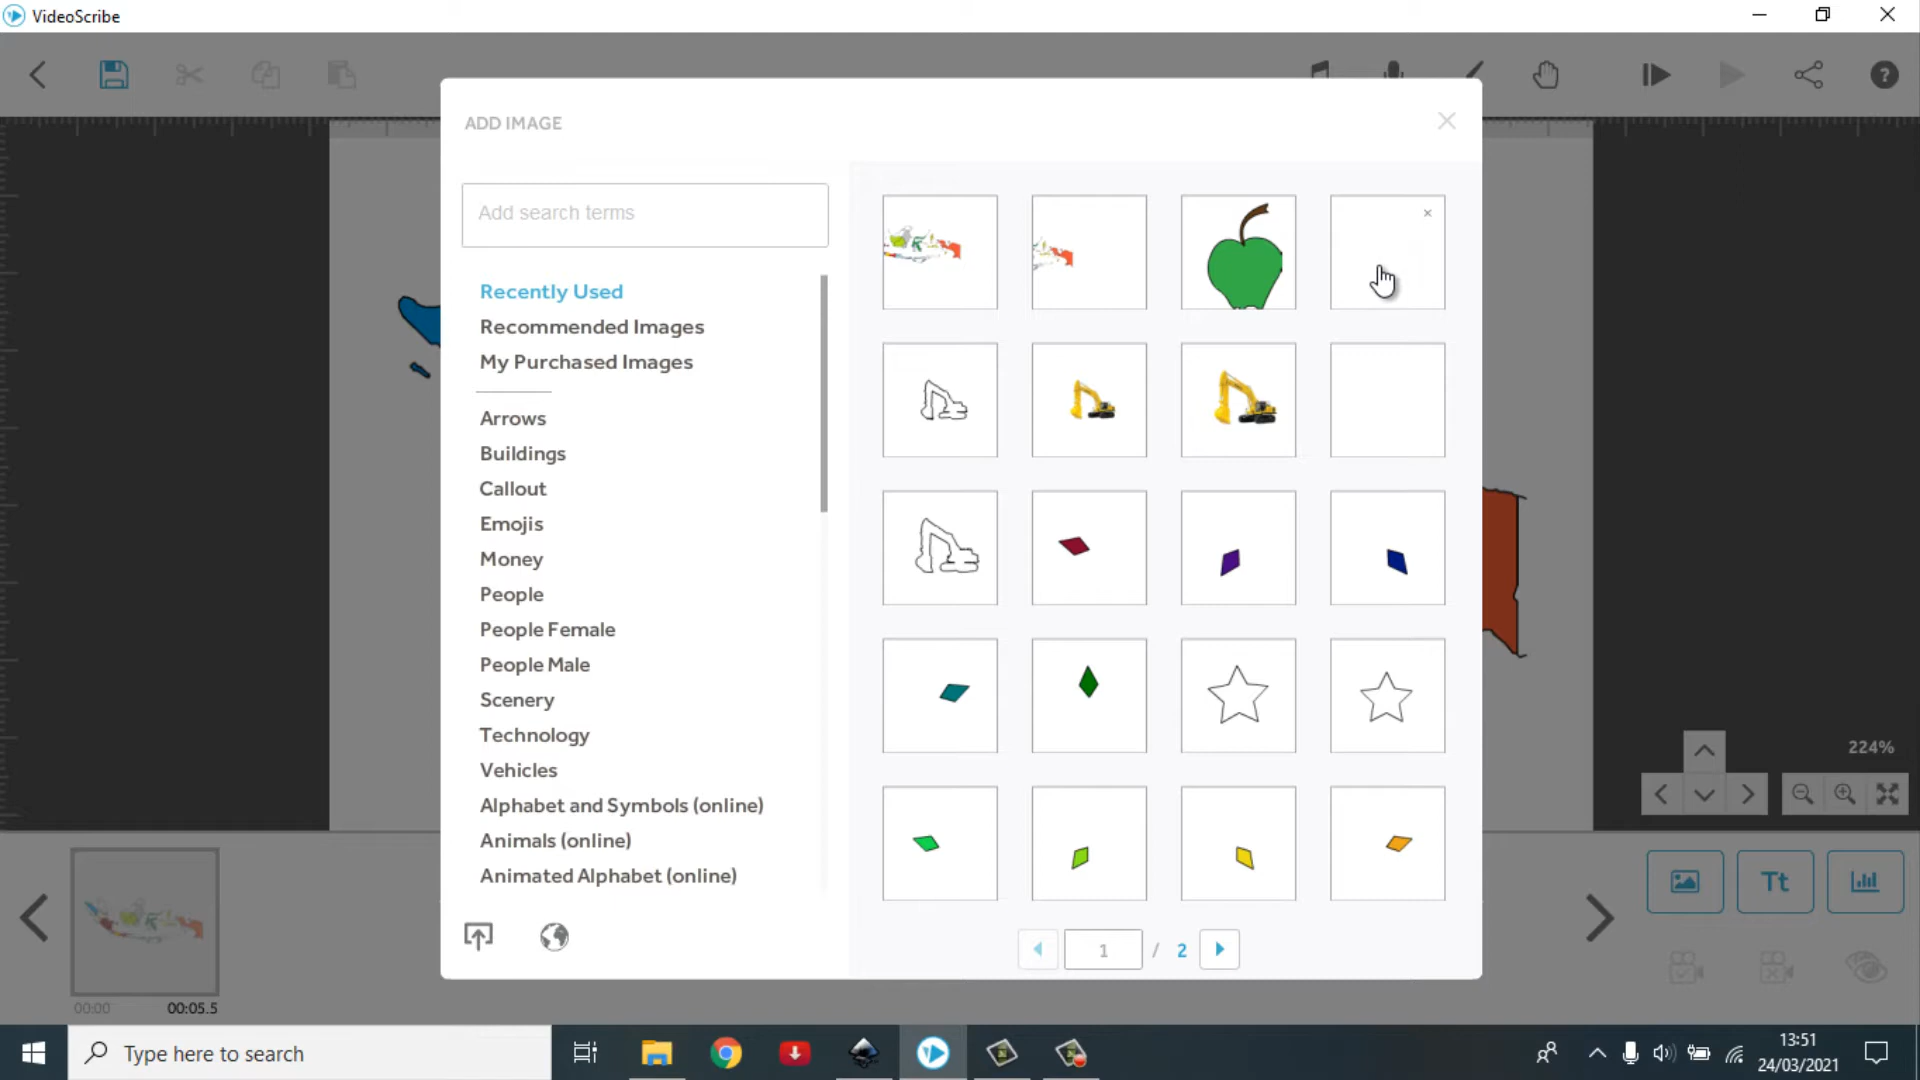 VideoScribe
ADD IMAGE
Add search terms
Recently Used
Recommended Images
My Purchased Images
Arrows
Buildings
Callout
Emojis
Money
People
People Female
People Male
Scenery
Technology
Vehicles
Alphabet and Symbols (online)
Animals (online)
Animated Alphabet (online)
1 / 2
224%
Tt
00:00 00:05.5
Type here to search
13:51
24/03/2021